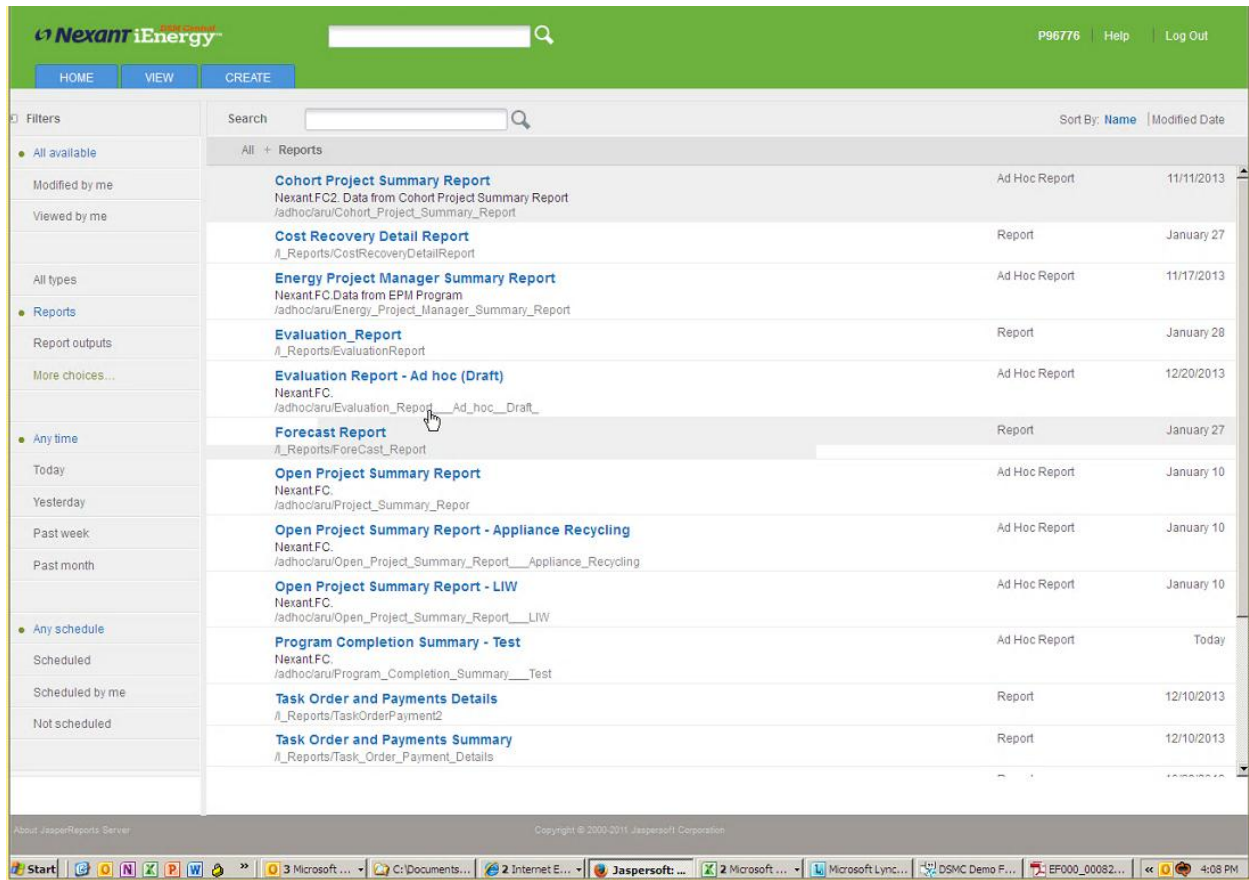 Nexant iEnergy DSM Central
P96776 Help Log Out
HOME VIEW CREATE
Filters
Search
Sort By: Name Modified Date
All available
Modified by me
Viewed by me
All types
Reports
Report outputs
More choices...
Any time
Today
Yesterday
Past week
Past month
Any schedule
Scheduled
Scheduled by me
Not scheduled
All + Reports
Cohort Project Summary Report Ad Hoc Report 11/11/2013
Nexant.FC2. Data from Cohort Project Summary Report
/adhoc/aru/Cohort_Project_Summary_Report
Cost Recovery Detail Report Report January 27
/I_Reports/CostRecoveryDetailReport
Energy Project Manager Summary Report Ad Hoc Report 11/17/2013
Nexant.FC.Data from EPM Program
/adhoc/aru/Energy_Project_Manager_Summary_Report
Evaluation_Report Report January 28
/I_Reports/EvaluationReport
Evaluation Report - Ad hoc (Draft) Ad Hoc Report 12/20/2013
Nexant.FC.
/adhoc/aru/Evaluation_Report___Ad_hoc__Draft_
Forecast Report Report January 27
/I_Reports/ForeCast_Report
Open Project Summary Report Ad Hoc Report January 10
Nexant.FC.
/adhoc/aru/Project_Summary_Repor
Open Project Summary Report - Appliance Recycling Ad Hoc Report January 10
Nexant.FC.
/adhoc/aru/Open_Project_Summary_Report___Appliance_Recycling
Open Project Summary Report - LIW Ad Hoc Report January 10
Nexant.FC.
/adhoc/aru/Open_Project_Summary_Report___LIW
Program Completion Summary - Test Ad Hoc Report Today
Nexant.FC.
/adhoc/aru/Program_Completion_Summary___Test
Task Order and Payments Details Report 12/10/2013
/I_Reports/TaskOrderPayment2
Task Order and Payments Summary Report 12/10/2013
/I_Reports/Task_Order_Payment_Details
About JasperReports Server
Copyright © 2000-2011 Jaspersoft Corporation
Start 3 Microsoft ... C:\Documents... 2 Internet E... Jaspersoft: ... 2 Microsoft ... Microsoft Lync... DSMC Demo F... EF000_00082... 4:08 PM